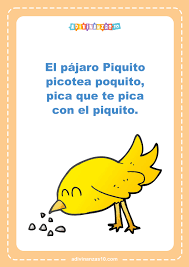 El pájaro Piquito
picotea poquito,
pica que te pica
con el piquito.